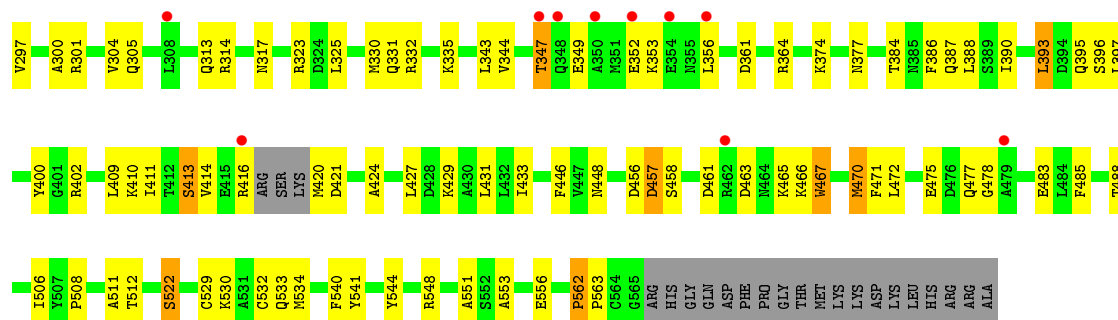 V297 A300 R301 V304 Q305 L308 Q313 R314 N317 R323 D324 L325 M330 Q331 R332 K335 L343 V344 T347 Q348 E349 A350 M351 E352 K353 E354 N355 L356 D361 R364 K374 N377 T384 N385 F386 Q387 L388 S389 I390 L393 D394 Q395 S396 L397
Y400 G401 R402 L409 K410 I411 T412 S413 V414 E415 R416 ARG SER LYS M420 D421 A424 L427 D428 K429 A430 L431 L432 I433 F446 V447 N448 D456 D457 S458 D461 R462 D463 N464 K465 K466 W467 M470 F471 L472 E475 D476 Q477 G478 A479 E483 L484 F485 T488
I506 Y507 P508 A511 T512 S522 C529 K530 A531 C532 Q533 M534 F540 Y541 Y544 R548 A551 S552 A553 E556 P562 P563 C564 G565 ARG HIS GLY GLN ASP PHE PRO GLY THR MET LYS LYS ASP LYS LEU HIS ARG ARG ALA